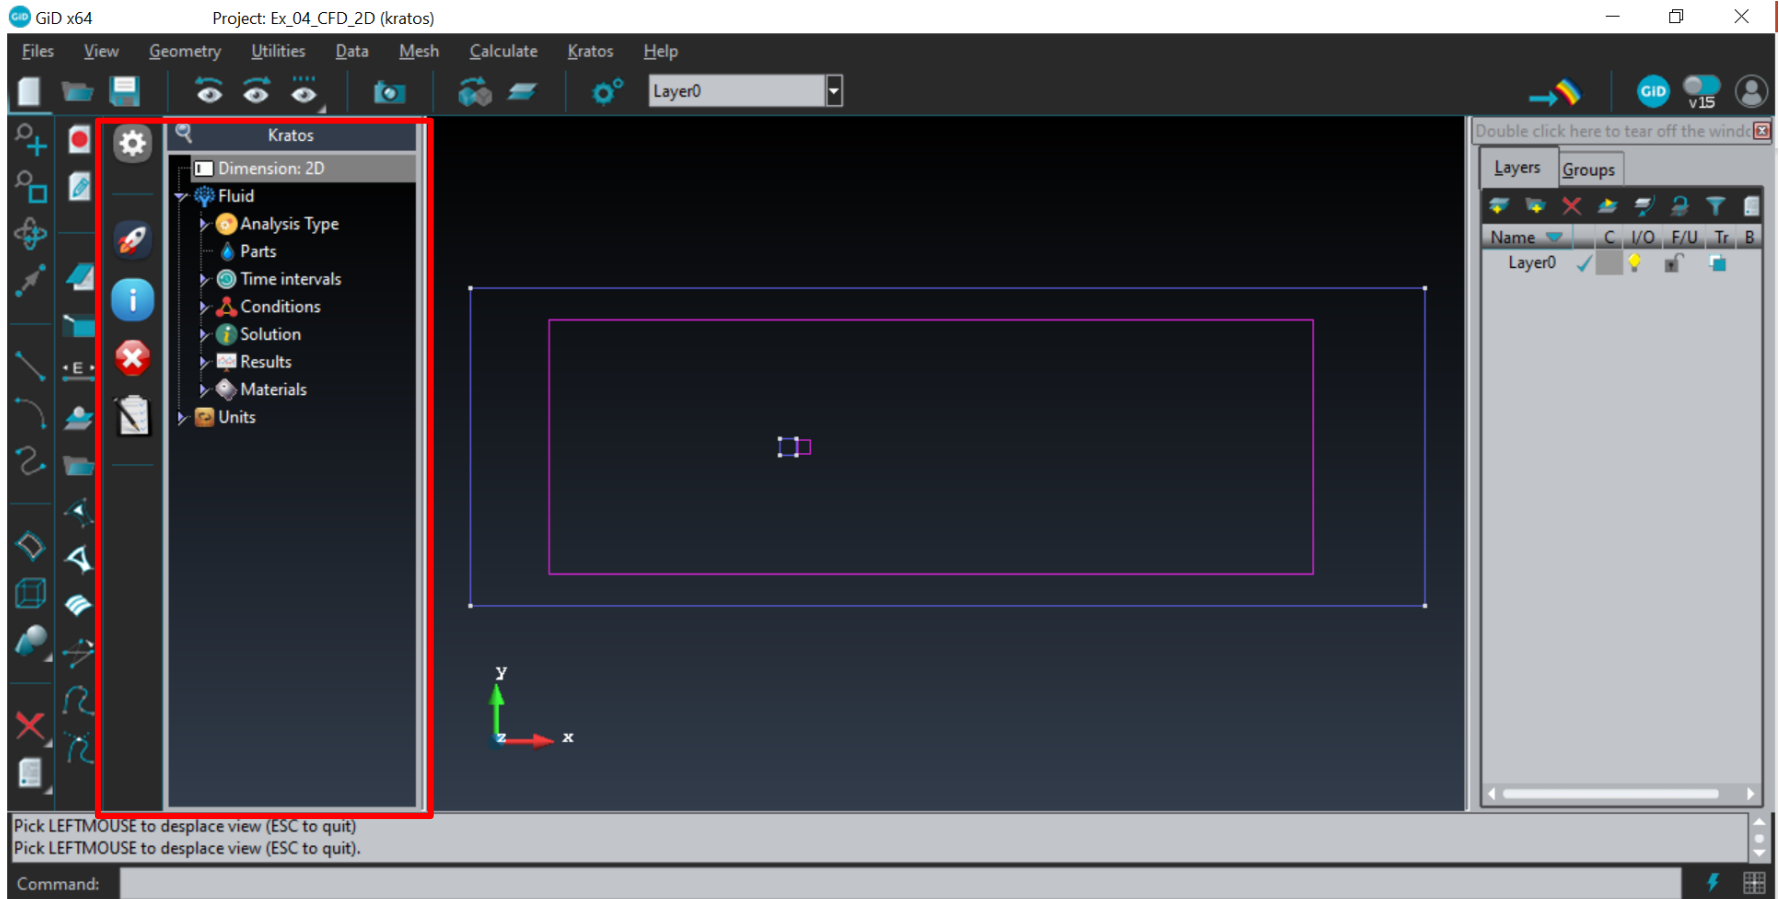 GiD x64 Project: Ex_04_CFD_2D (kratos)
Files View Geometry Utilities Data Mesh Calculate Kratos Help
Layer0
GiD
v15
Kratos
Dimension: 2D
Fluid
Analysis Type
Parts
Time intervals
Conditions
Solution
Results
Materials
Units
E
y
z x
Double click here to tear off the windo
Layers Groups
Name C I/O F/U Tr B
Layer0
Pick LEFTMOUSE to desplace view (ESC to quit)
Pick LEFTMOUSE to desplace view (ESC to quit).
Command: